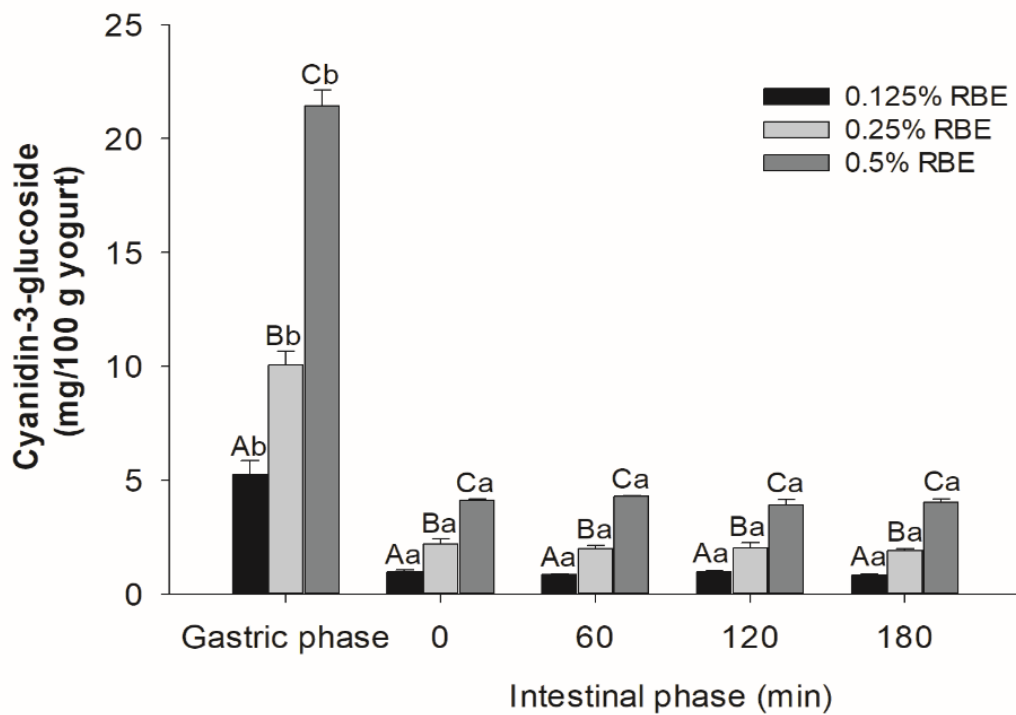 Cyanidin-3-glucoside
(mg/100 g yogurt)
25
20
15
10
5
0
0.125% RBE
0.25% RBE
0.5% RBE
Ab
Bb
Cb
Aa
Ba
Ca
Aa
Ba
Ca
Aa
Ba
Ca
Aa
Ba
Ca
Gastric phase 0 60 120 180
Intestinal phase (min)